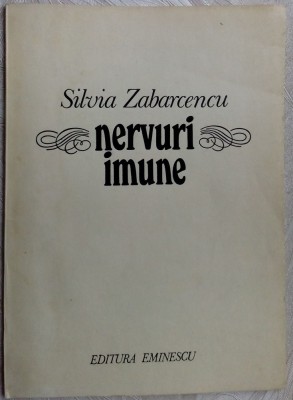 Silvia Zabarcencu
nervuri
imune
EDITURA EMINESCU